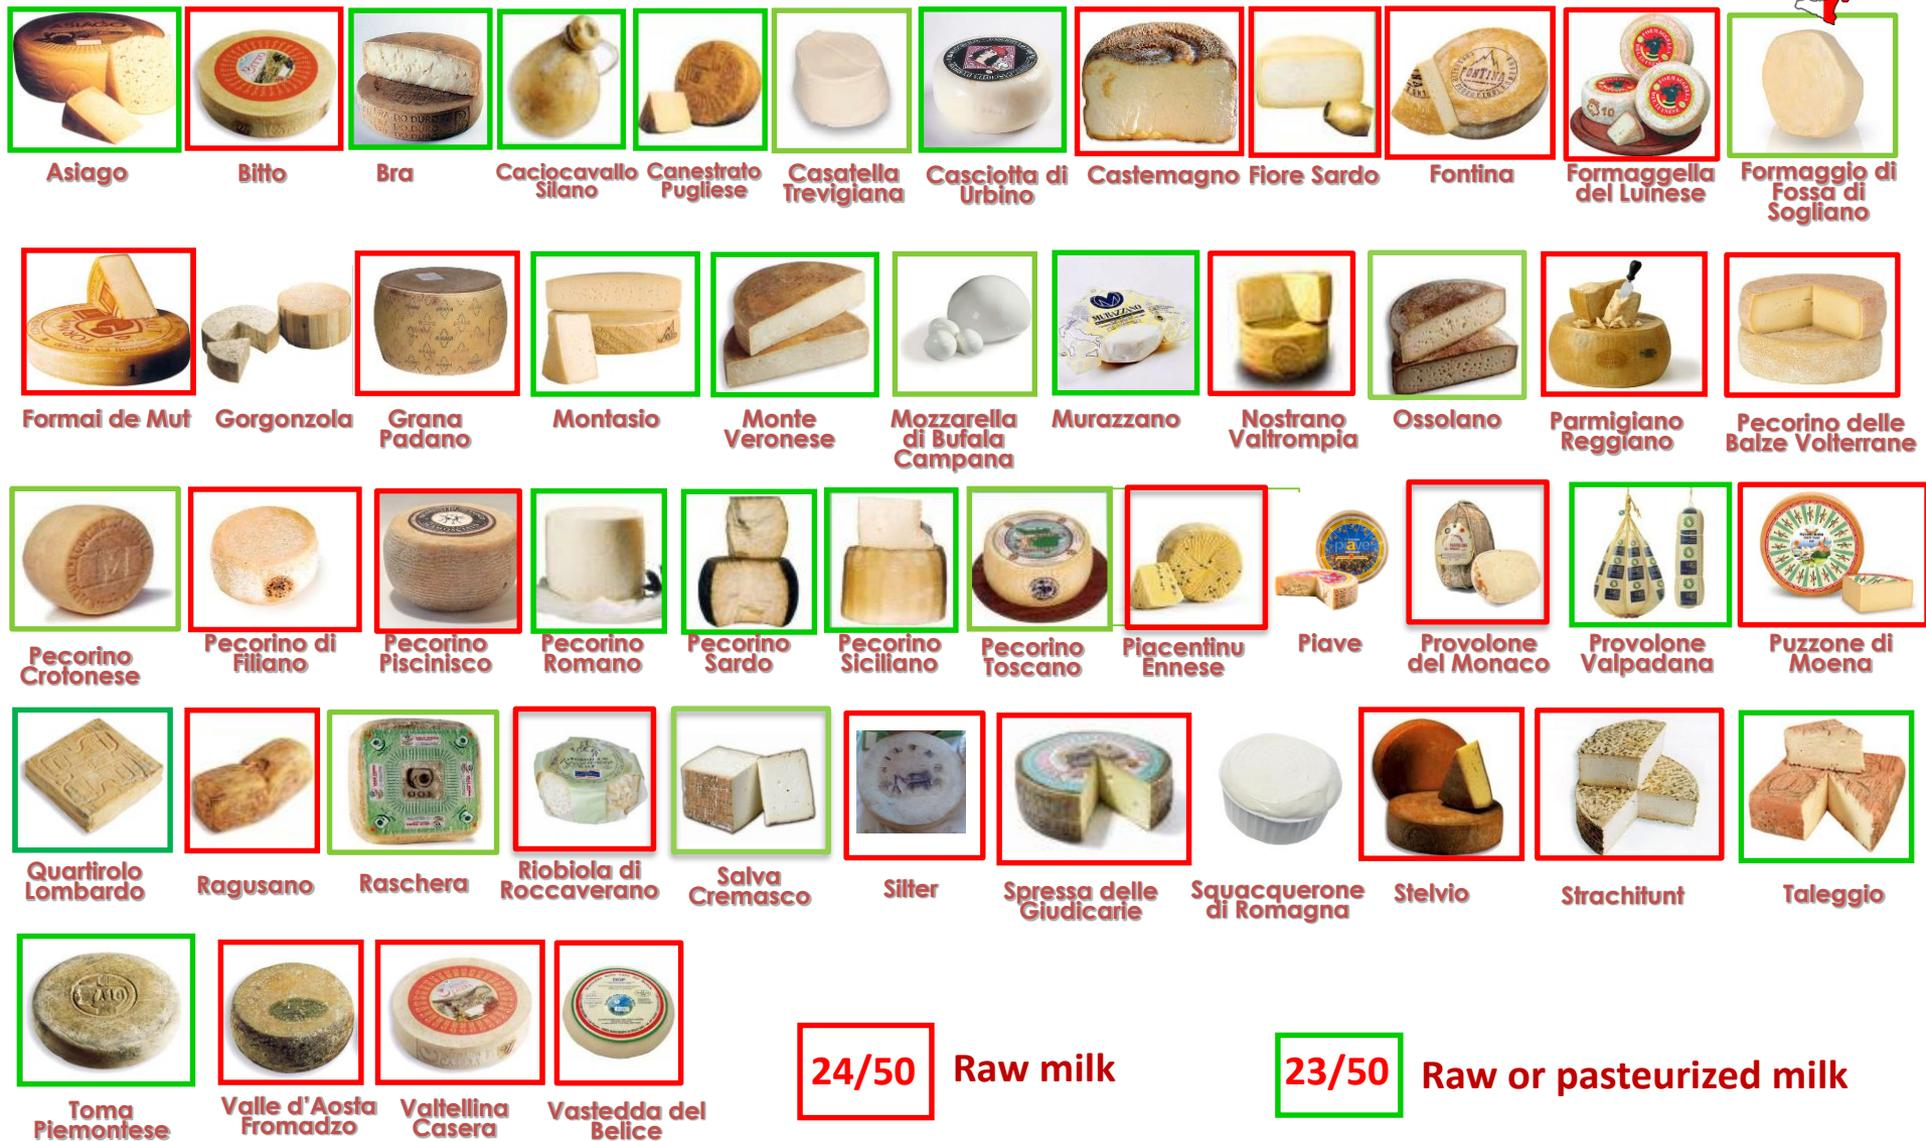 Asiago
Bitto
Bra
Caciocavallo
Silano
Canestrato
Pugliese
Casatella
Trevigiana
Casciotta di
Urbino
Castemagno
Fiore Sardo
Fontina
Formaggella
del Luinese
Formaggio di
Fossa di
Sogliano
Formai de Mut
Gorgonzola
Grana
Padano
Montasio
Monte
Veronese
Mozzarella
di Bufala
Campana
Murazzano
Nostrano
Valtrompia
Ossolano
Parmigiano
Reggiano
Pecorino delle
Balze Volterrane
Pecorino
Crotonese
Pecorino di
Filiano
Pecorino
Piscinisco
Pecorino
Romano
Pecorino
Sardo
Pecorino
Siciliano
Pecorino
Toscano
Piacentinu
Ennese
Piave
Provolone
del Monaco
Provolone
Valpadana
Puzzone di
Moena
Quartirolo
Lombardo
Ragusano
Raschera
Riobiola di
Roccaverano
Salva
Cremasco
Silter
Spressa delle
Giudicarie
Squacquerone
di Romagna
Stelvio
Strachitunt
Taleggio
Toma
Piemontese
Valle d'Aosta
Fromadzo
Valtellina
Casera
Vastedda del
Belice
24/50
Raw milk
23/50
Raw or pasteurized milk